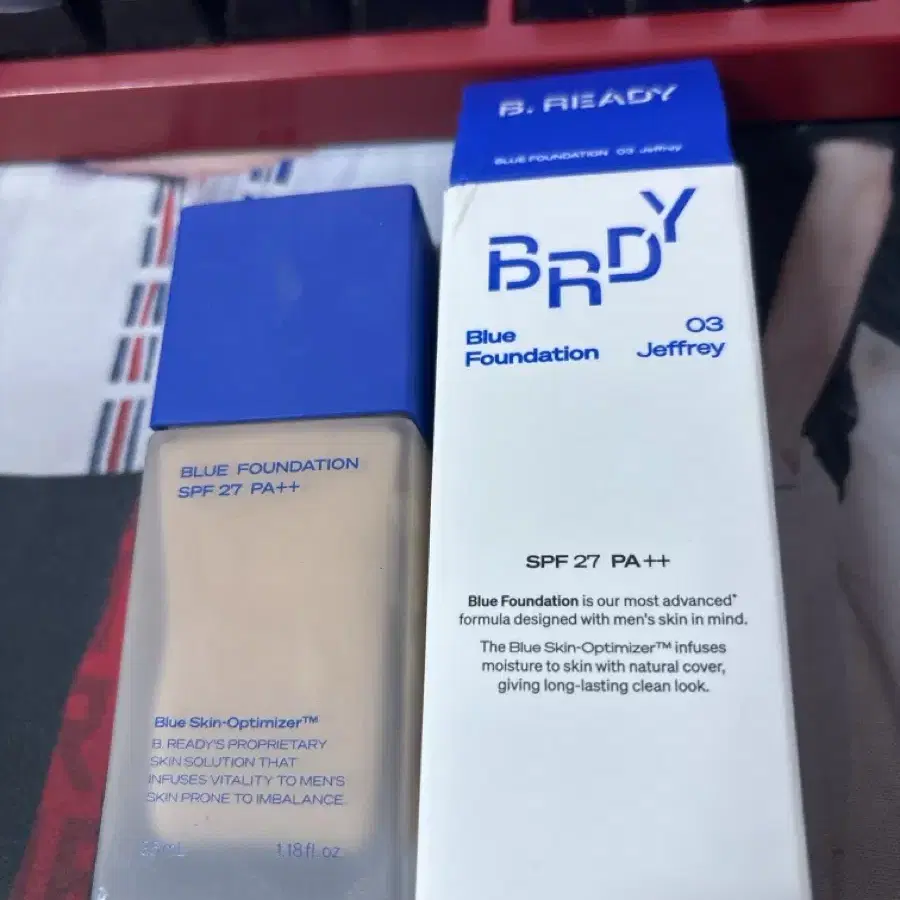 B. READY
BLUE FOUNDATION 03 Jeffrey
BRDY
Blue
Foundation
03
Jeffrey
SPF 27 PA++
Blue Foundation is our most advanced*
formula designed with men's skin in mind.
The Blue Skin-Optimizer™ infuses
moisture to skin with natural cover,
giving long-lasting clean look.
BLUE FOUNDATION
SPF 27 PA++
Blue Skin-Optimizer™
B. READY'S PROPRIETARY
SKIN SOLUTION THAT
INFUSES VITALITY TO MEN'S
SKIN PRONE TO IMBALANCE.
1.18 fl. oz.